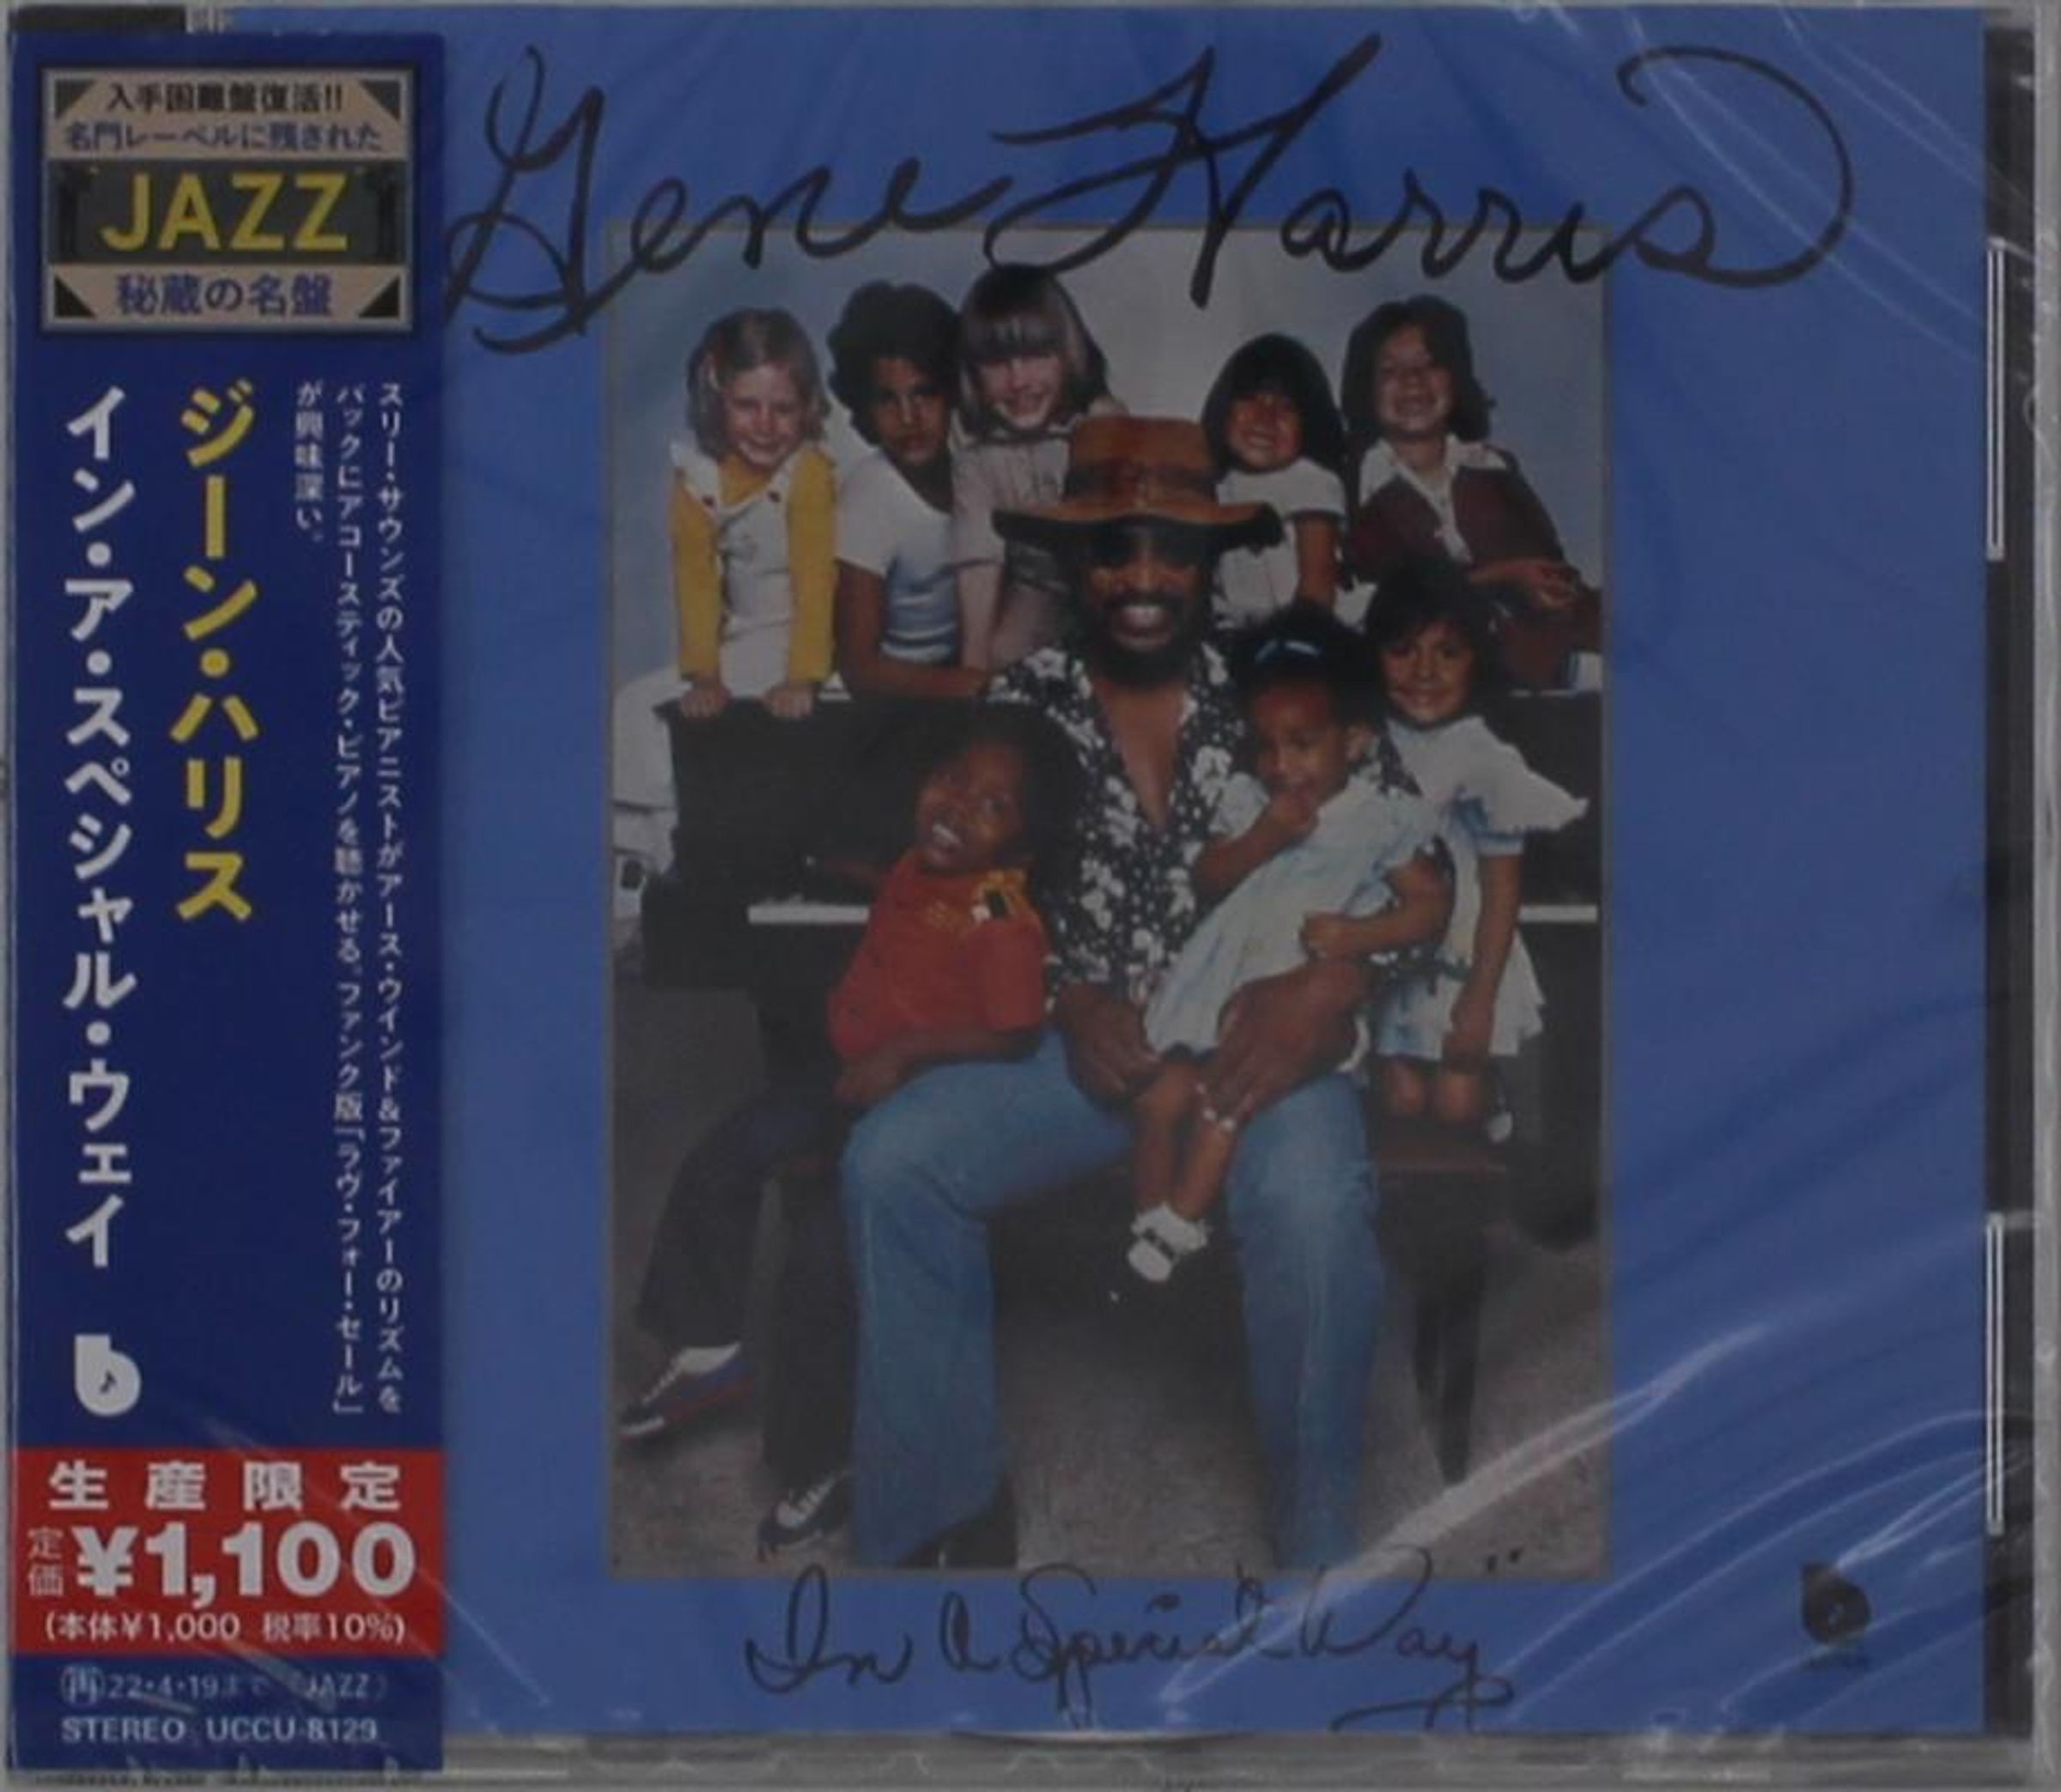 入手困難盤復活!!
名門レーベルに残された
JAZZ
秘蔵の名盤
スリー・サウンズの人気ピアニストがアース・ウインド&ファイアーのリズムを
バックにアコースティック・ピアノを聴かせる。ファンク版「ラヴ・フォー・セール」
が興味深い。
ジーン・ハリス
イン・ア・スペシャル・ウェイ
生産限定
定価 ¥1,100
(本体¥1,000 税率10%)
再22・4・19まで《JAZZ》
STEREO UCCU-8129
Gene Harris
In A Special Way